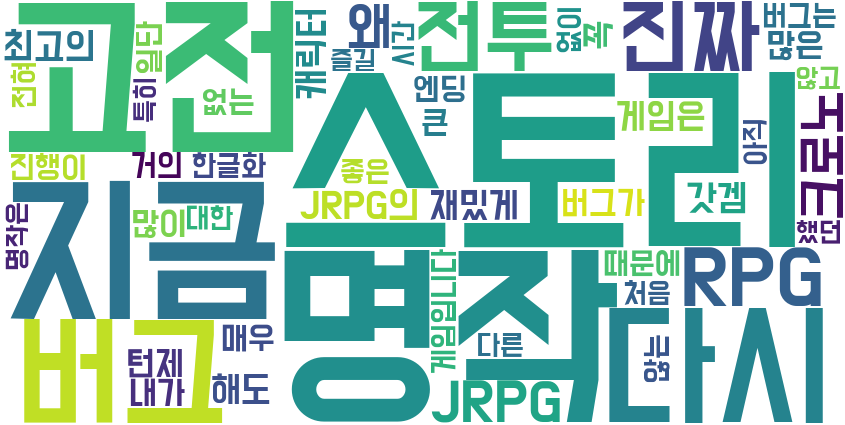 고전
스토리
명작
지금
다시
버그
진짜
전투
RPG
JRPG
왜
최고의
캐릭터
크로노
많은
버그는
없이
꼭
시간
즐길
일단
전혀
특히
없는
엔딩
큰
게임은
아직
않고
진행이
거의
한글화
좋은
JRPG의
재밌게
버그가
갓겜
했던
명작은
많이
대한
게임입니다
때문에
처음
매우
다른
않는
턴제
내가
해도